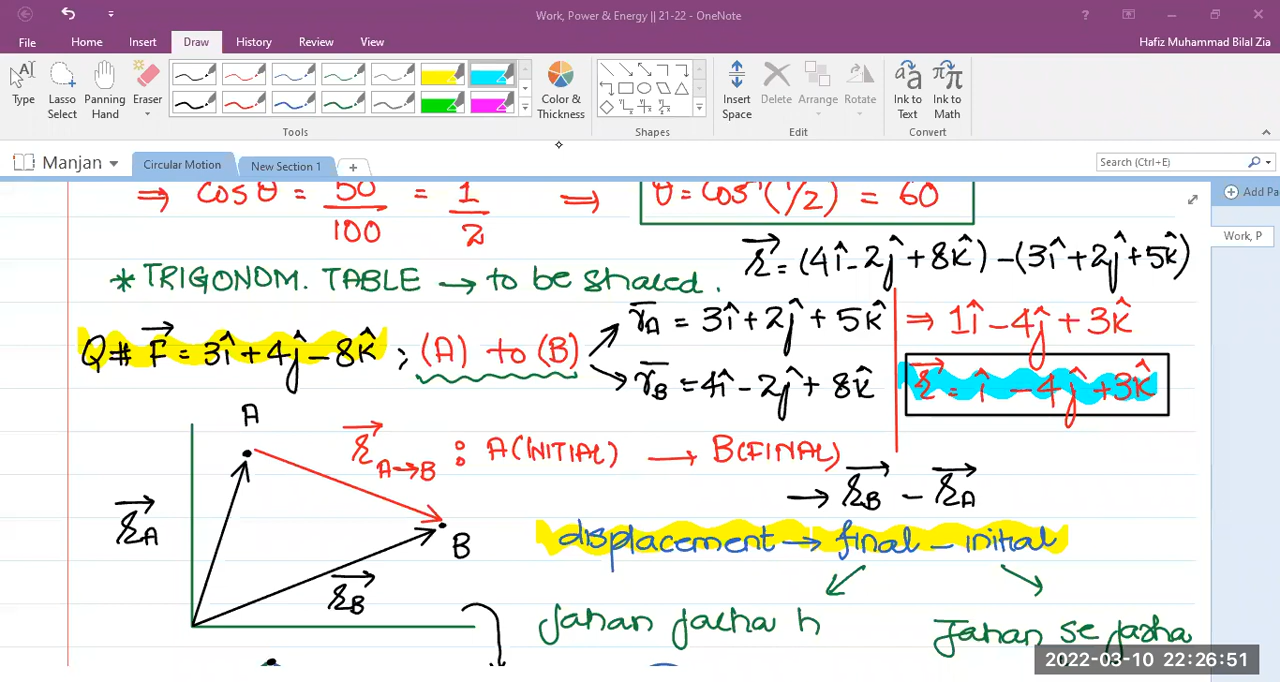 Work, Power & Energy || 21-22 - OneNote
File Home Insert Draw History Review View
Hafiz Muhammad Bilal Zia
Type Lasso Select Panning Hand Eraser
Color & Thickness
Insert Space Delete Arrange Rotate
Ink to Text Ink to Math
Tools Shapes Edit Convert
Manjan Circular Motion New Section 1
Search (Ctrl+E)
Add Pa
Work, P
⇒ cosθ = 50/100 = 1/2 ⇒ θ = cos⁻¹(1/2) = 60
* TRIGONOM. TABLE → to be shared.
r⃗ = (4î - 2ĵ + 8k̂) - (3î + 2ĵ + 5k̂)
⇒ 1î - 4ĵ + 3k̂
r⃗ = î - 4ĵ + 3k̂
Q# F⃗ = 3î + 4ĵ - 8k̂ ; (A) to (B)
r̅A = 3î + 2ĵ + 5k̂
r̅B = 4î - 2ĵ + 8k̂
A
r⃗A→B : A(INITIAL) → B(FINAL)
→ r⃗B - r⃗A
r⃗A
B
r⃗B
displacement → final - initial
Jahan jacha h
Jahan se jacha
2022-03-10 22:26:51